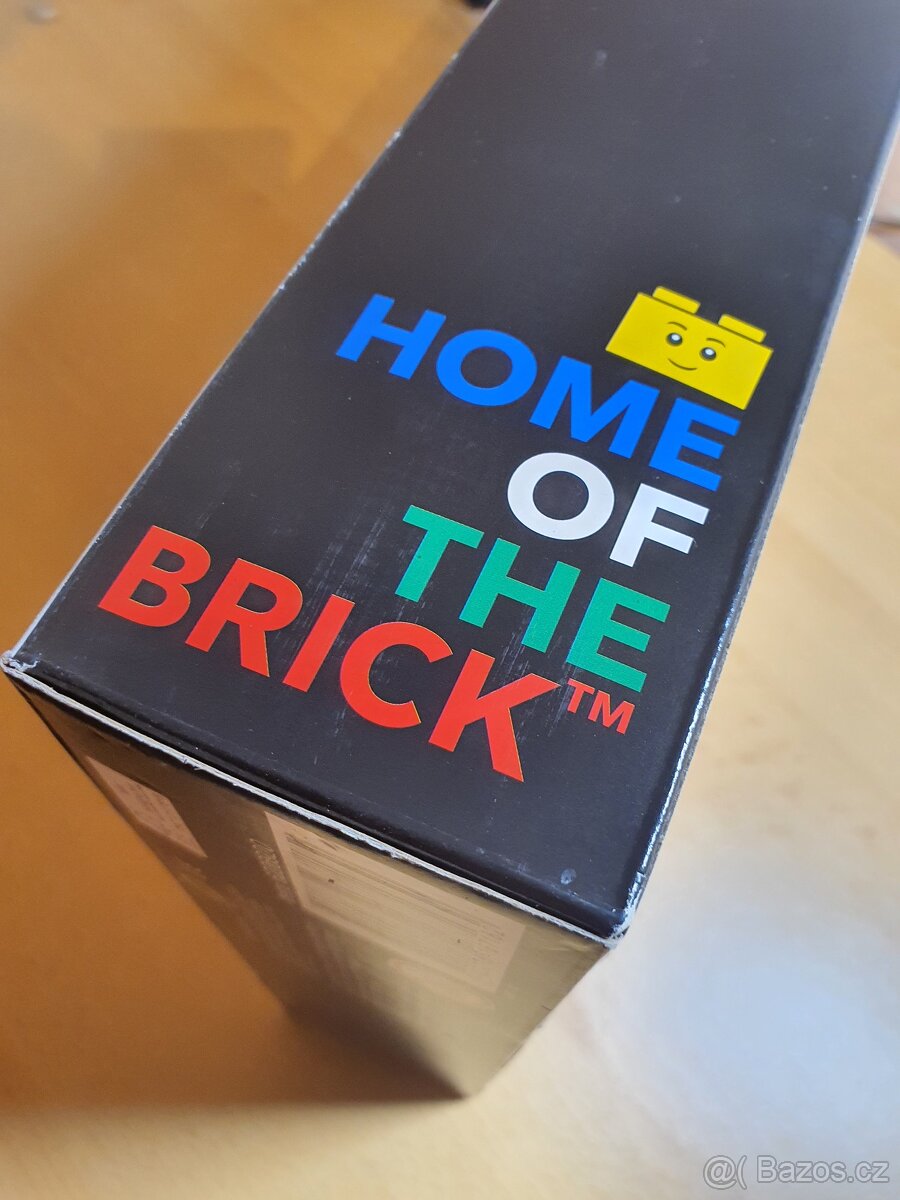 HOME
OF
THE
BRICK™
@( Bazos.cz